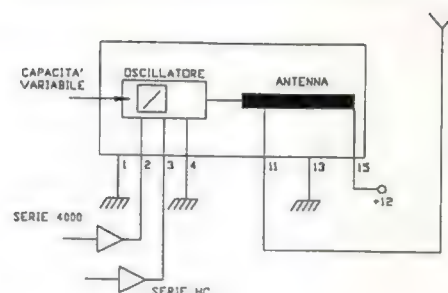 CAPACITA'
VARIABILE
OSCILLATORE
ANTENNA
1
2
3
4
11
13
15
+12
SERIE 4000
SERIE HC